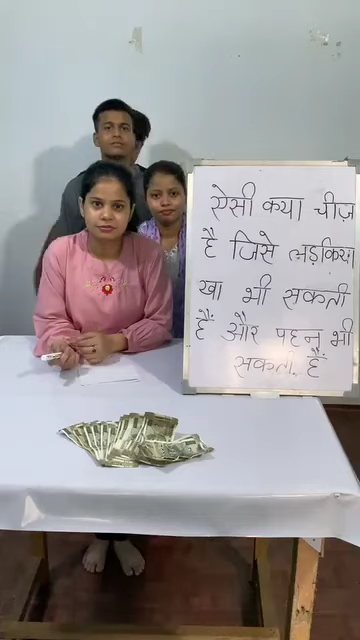 ऐसी क्या चीज़
है जिसे लड़कियां
खा भी सकती
हैं और पहन भी
सकती हैं